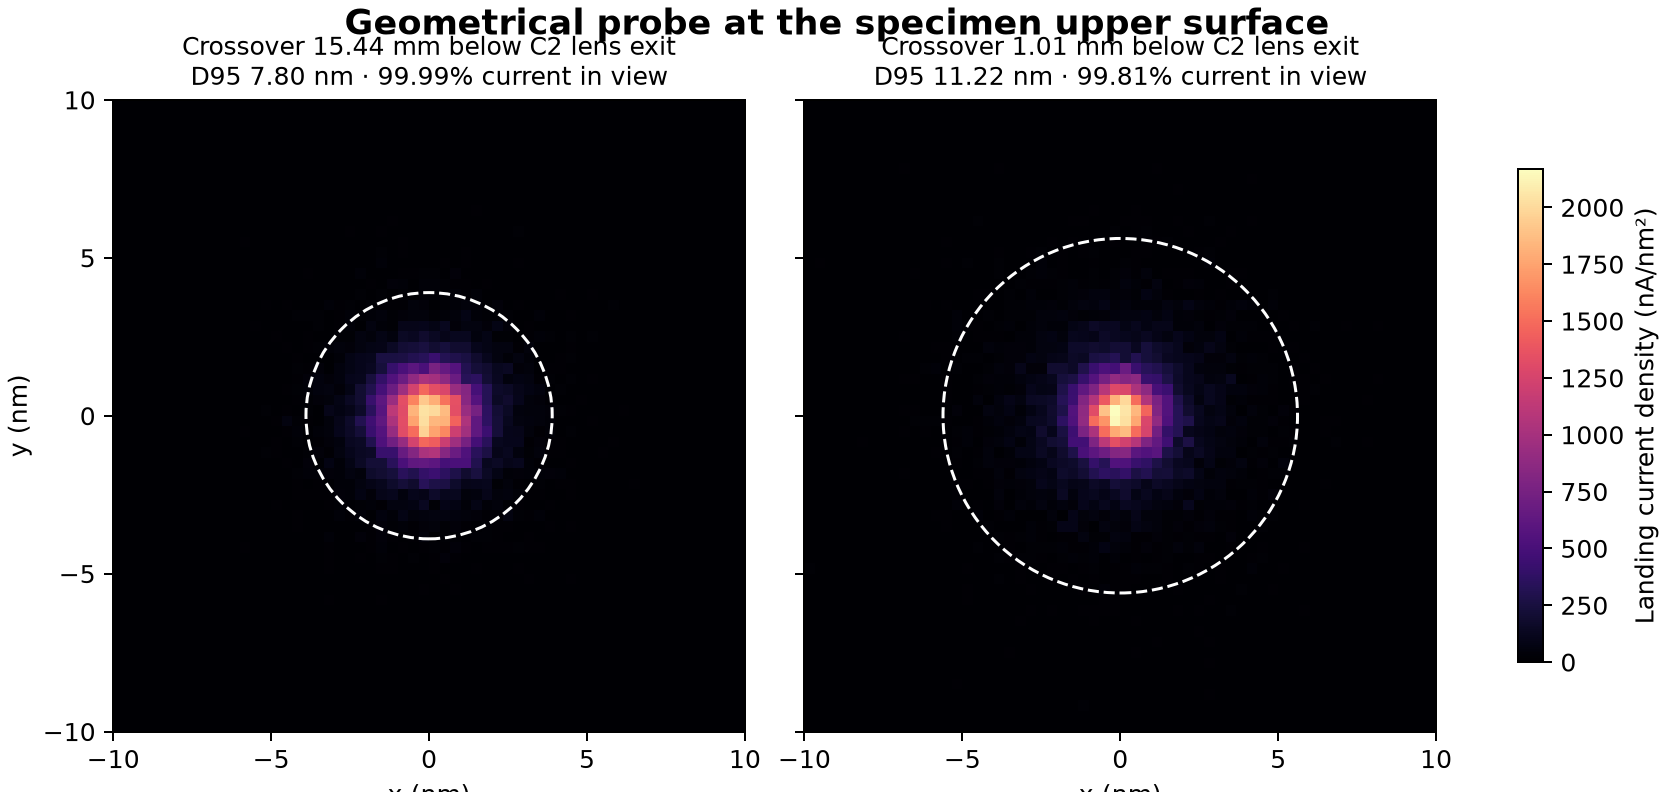 Geometrical probe at the specimen upper surface
Crossover 15.44 mm below C2 lens exit
D95 7.80 nm · 99.99% current in view
Crossover 1.01 mm below C2 lens exit
D95 11.22 nm · 99.81% current in view
10
5
0
−5
−10
y (nm)
−10
−5
0
5
10
x (nm)
−10
−5
0
5
10
x (nm)
2000
1750
1500
1250
1000
750
500
250
0
Landing current density (nA/nm²)